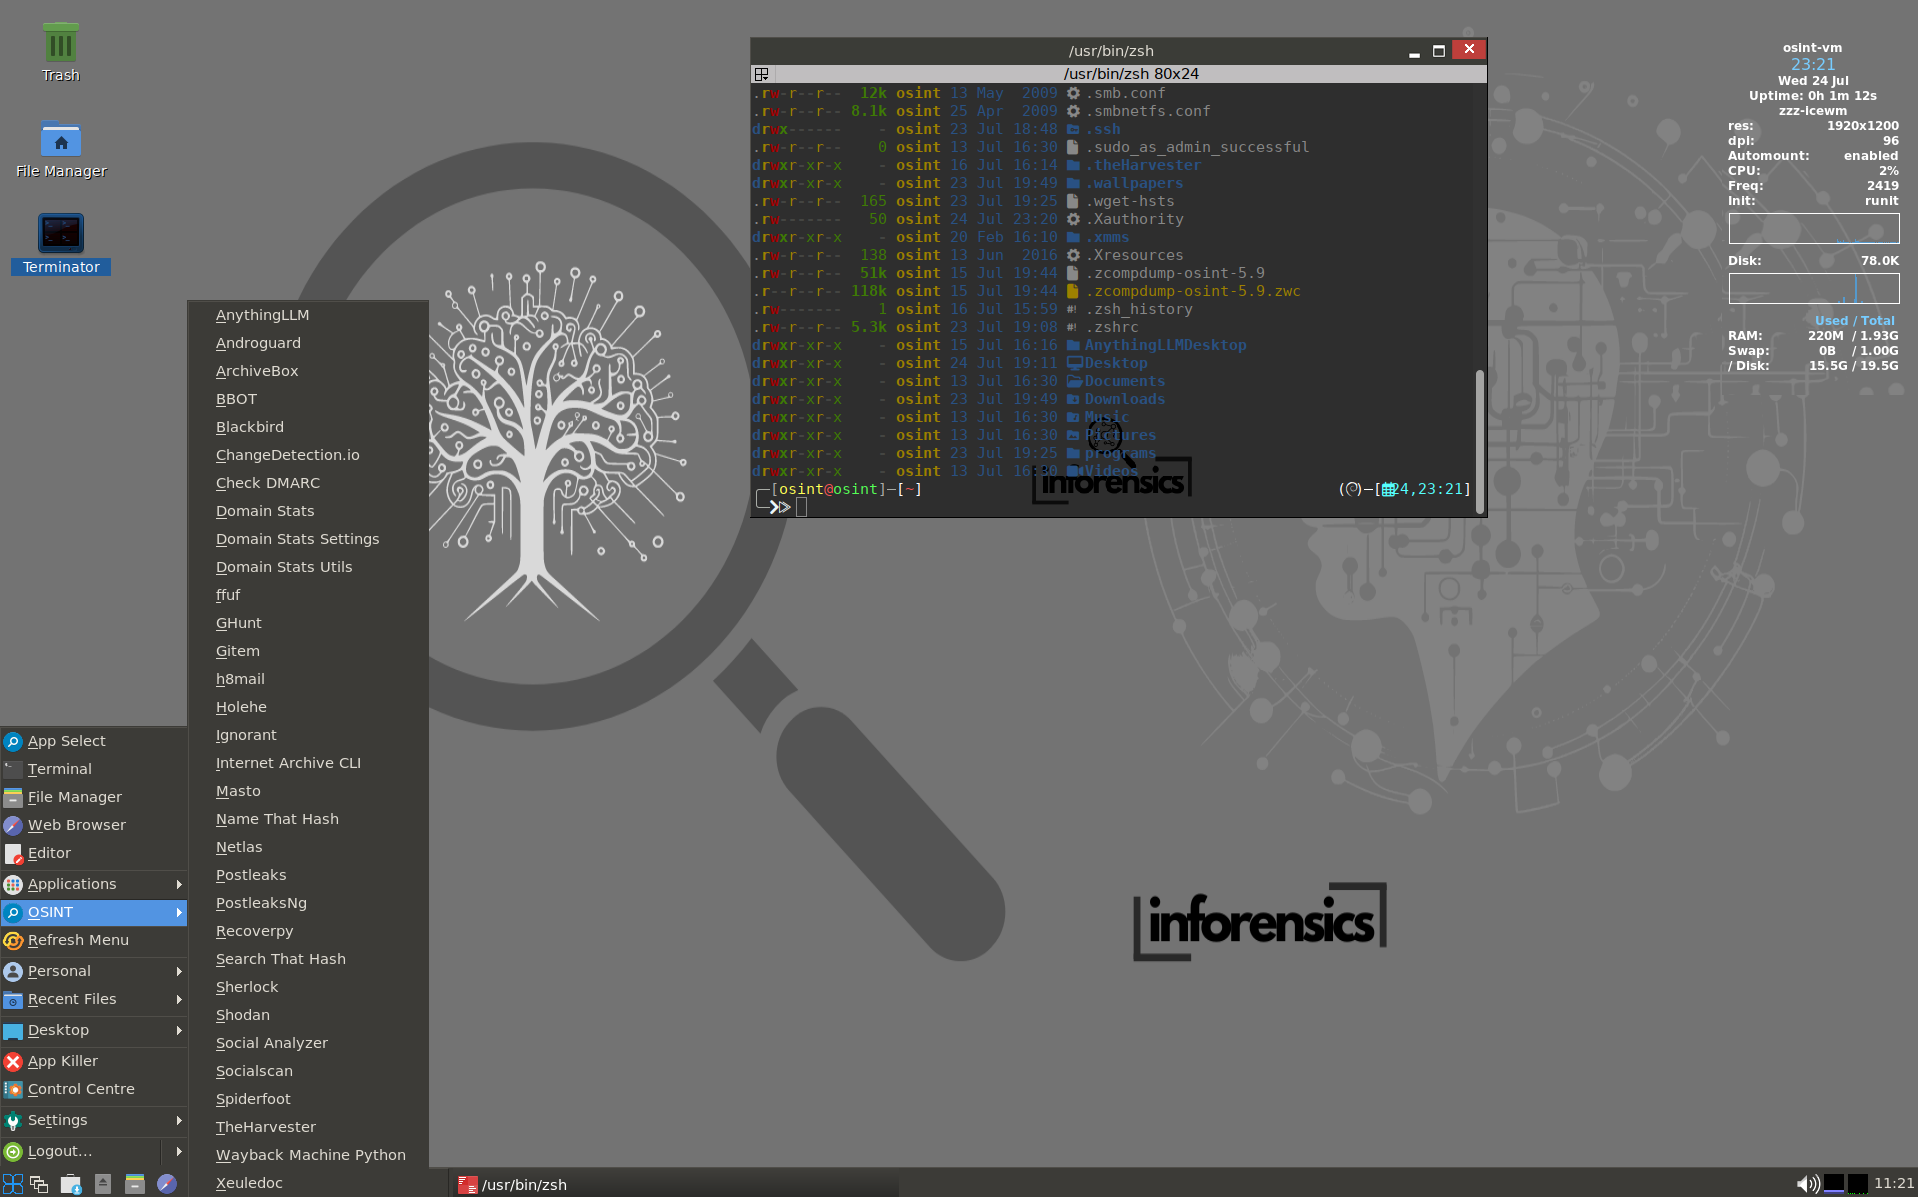 Trash
File Manager
Terminator
/usr/bin/zsh
/usr/bin/zsh 80x24
.rw-r--r-- 12k osint 13 May 2009 .smb.conf
.rw-r--r-- 8.1k osint 25 Apr 2009 .smbnetfs.conf
drwx------ - osint 23 Jul 18:48 .ssh
.rw-r--r-- 0 osint 13 Jul 16:30 .sudo_as_admin_successful
drwxr-xr-x - osint 16 Jul 16:14 .theHarvester
drwxr-xr-x - osint 23 Jul 19:49 .wallpapers
.rw-r--r-- 165 osint 23 Jul 19:25 .wget-hsts
.rw------- 50 osint 24 Jul 23:20 .Xauthority
drwxr-xr-x - osint 20 Feb 16:10 .xmms
.rw-r--r-- 138 osint 13 Jun 2016 .Xresources
.rw-r--r-- 51k osint 15 Jul 19:44 .zcompdump-osint-5.9
.r--r--r-- 118k osint 15 Jul 19:44 .zcompdump-osint-5.9.zwc
.rw------- 1 osint 16 Jul 15:59 #! .zsh_history
.rw-r--r-- 5.3k osint 23 Jul 19:08 #! .zshrc
drwxr-xr-x - osint 15 Jul 16:16 AnythingLLMDesktop
drwxr-xr-x - osint 24 Jul 19:11 Desktop
drwxr-xr-x - osint 13 Jul 16:30 Documents
drwxr-xr-x - osint 23 Jul 19:49 Downloads
drwxr-xr-x - osint 13 Jul 16:30 Music
drwxr-xr-x - osint 13 Jul 16:30 Pictures
drwxr-xr-x - osint 23 Jul 19:25 programs
drwxr-xr-x - osint 13 Jul 16:30 Videos
inforensics
[osint@osint]-[~] ()-[24,23:21]
osint-vm
23:21
Wed 24 Jul
Uptime: 0h 1m 12s
zzz-icewm
res: 1920x1200
dpi: 96
Automount: enabled
CPU: 2%
Freq: 2419
Init: runit
Disk: 78.0K
Used / Total
RAM: 220M / 1.93G
Swap: 0B / 1.00G
/ Disk: 15.5G / 19.5G
AnythingLLM
Androguard
ArchiveBox
BBOT
Blackbird
ChangeDetection.io
Check DMARC
Domain Stats
Domain Stats Settings
Domain Stats Utils
ffuf
GHunt
Gitem
h8mail
Holehe
Ignorant
Internet Archive CLI
Masto
Name That Hash
Netlas
Postleaks
PostleaksNg
Recoverpy
Search That Hash
Sherlock
Shodan
Social Analyzer
Socialscan
Spiderfoot
TheHarvester
Wayback Machine Python
Xeuledoc
App Select
Terminal
File Manager
Web Browser
Editor
Applications
OSINT
Refresh Menu
Personal
Recent Files
Desktop
App Killer
Control Centre
Settings
Logout...
inforensics
/usr/bin/zsh
11:21